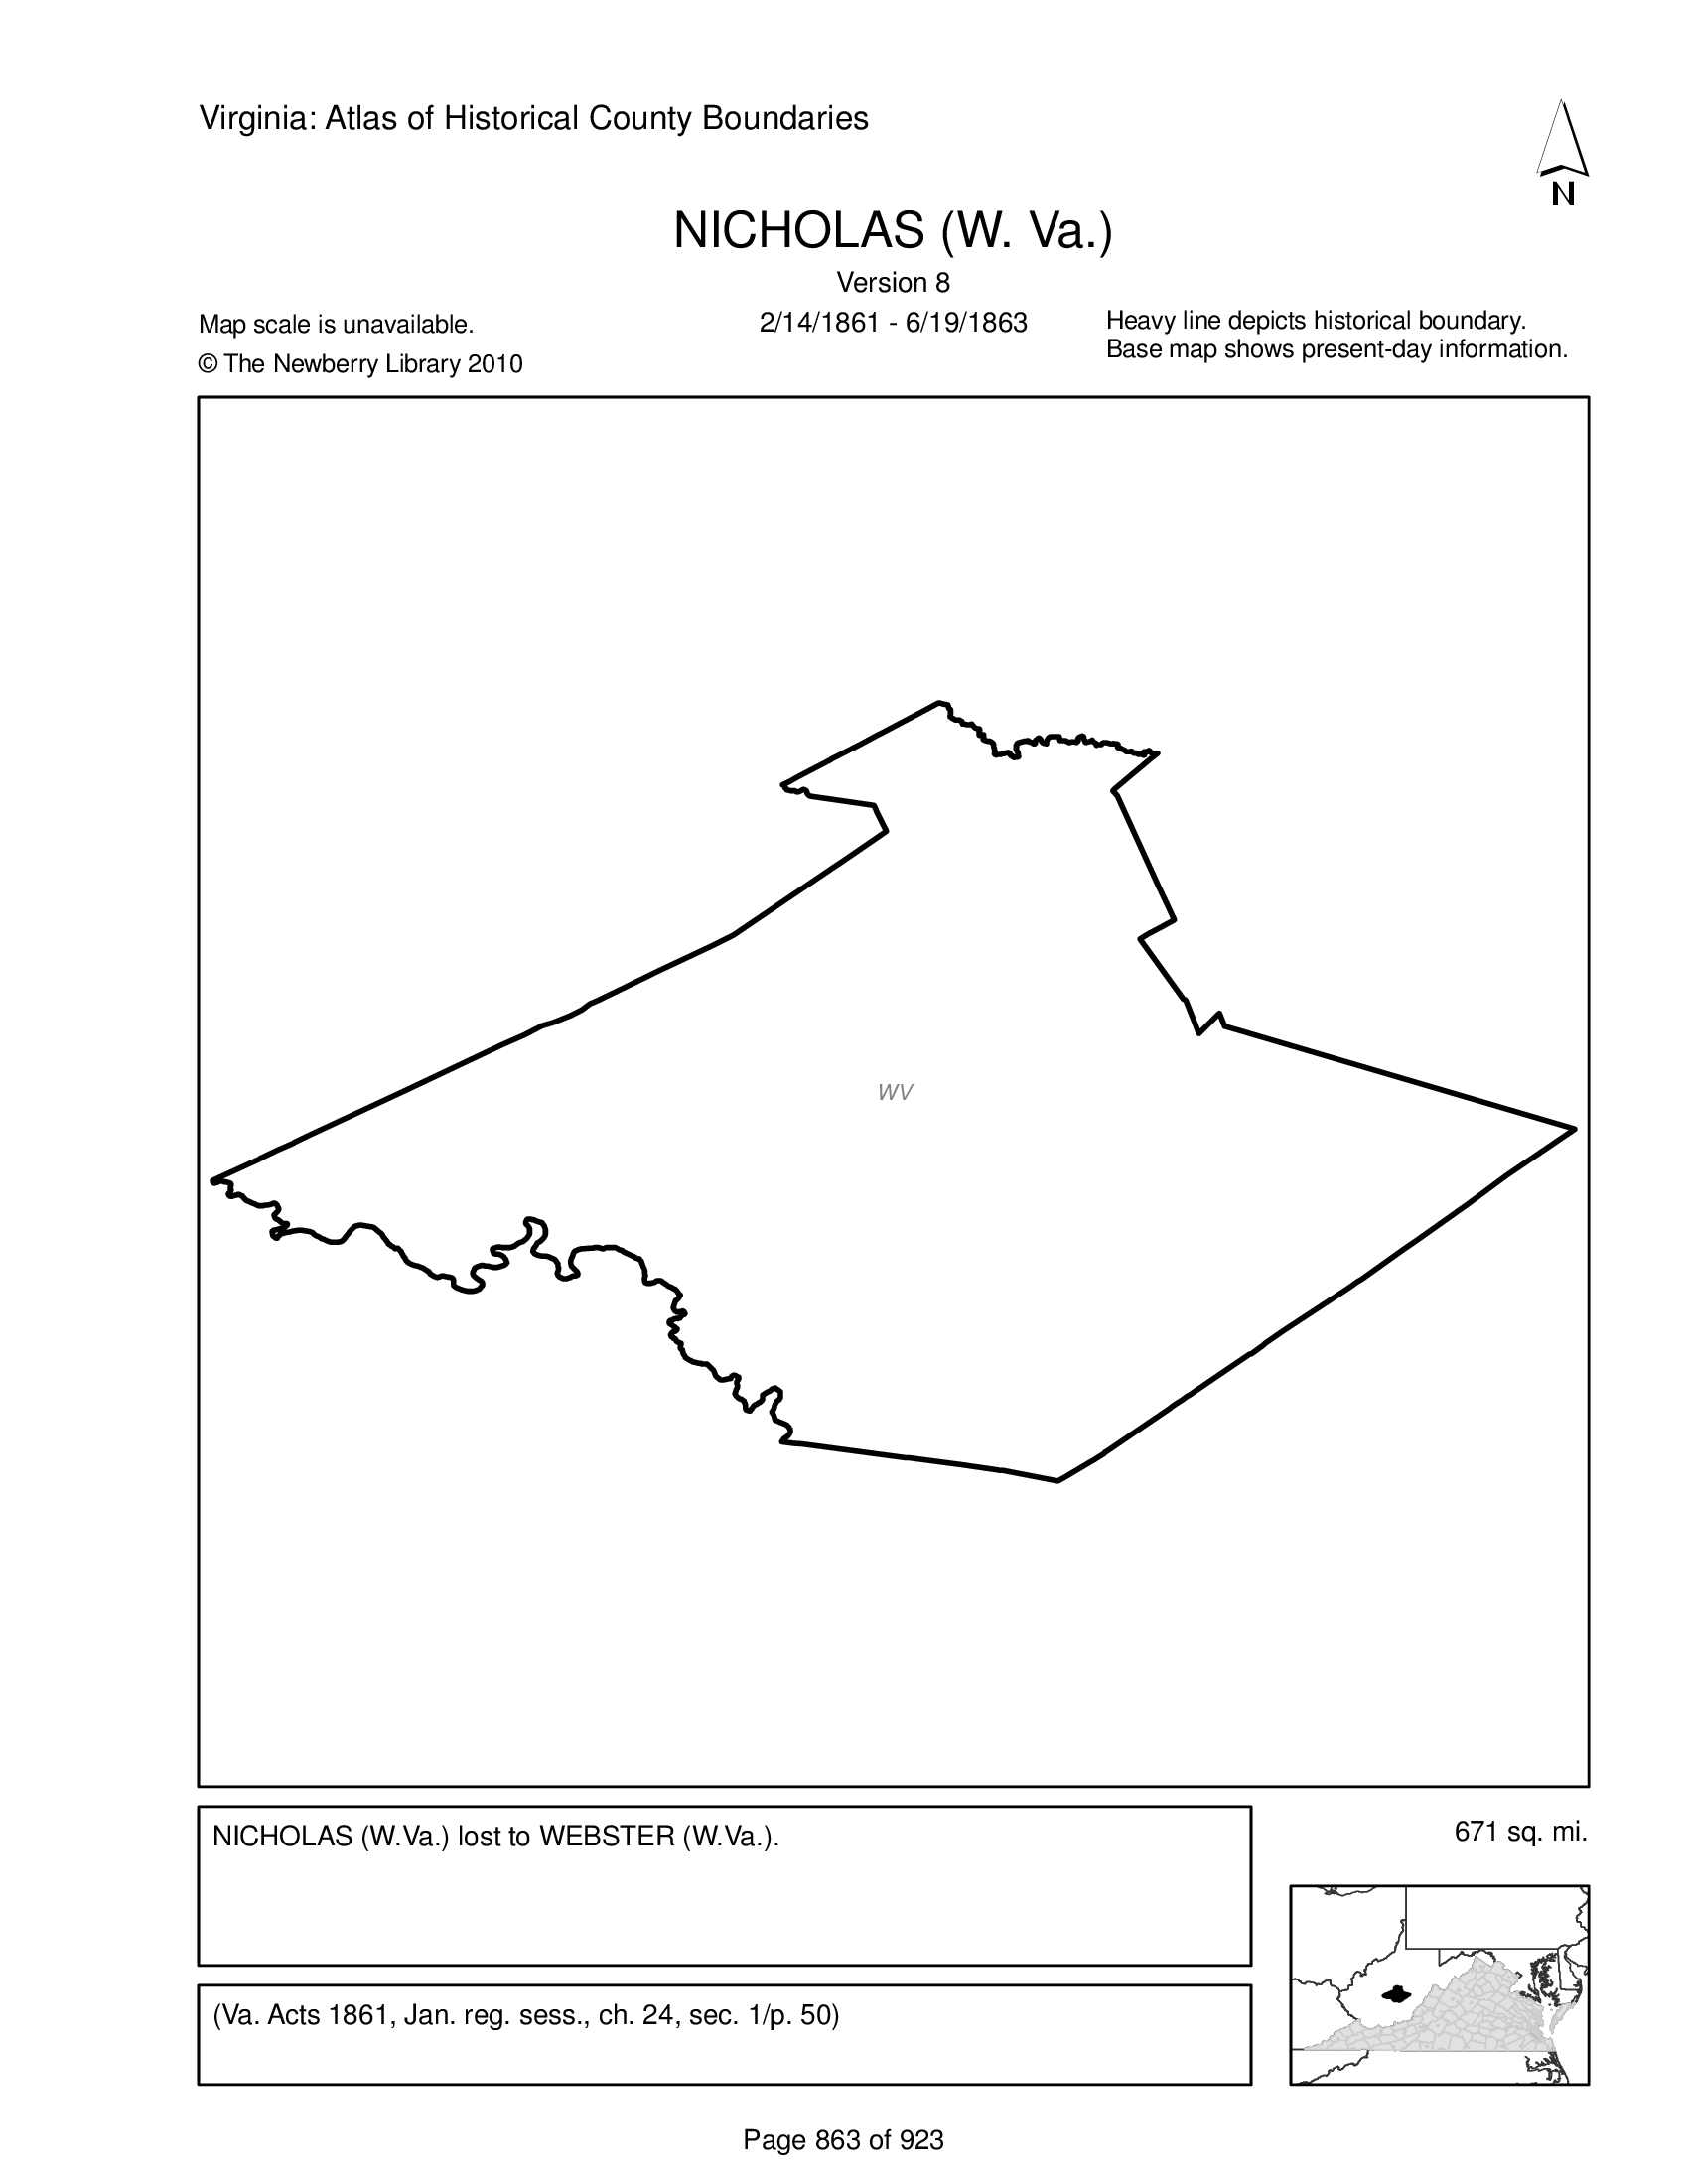 Virginia: Atlas of Historical County Boundaries
N
NICHOLAS (W. Va.)
Version 8
2/14/1861 - 6/19/1863
Map scale is unavailable.
© The Newberry Library 2010
Heavy line depicts historical boundary.
Base map shows present-day information.
WV
NICHOLAS (W.Va.) lost to WEBSTER (W.Va.).
671 sq. mi.
(Va. Acts 1861, Jan. reg. sess., ch. 24, sec. 1/p. 50)
Page 863 of 923